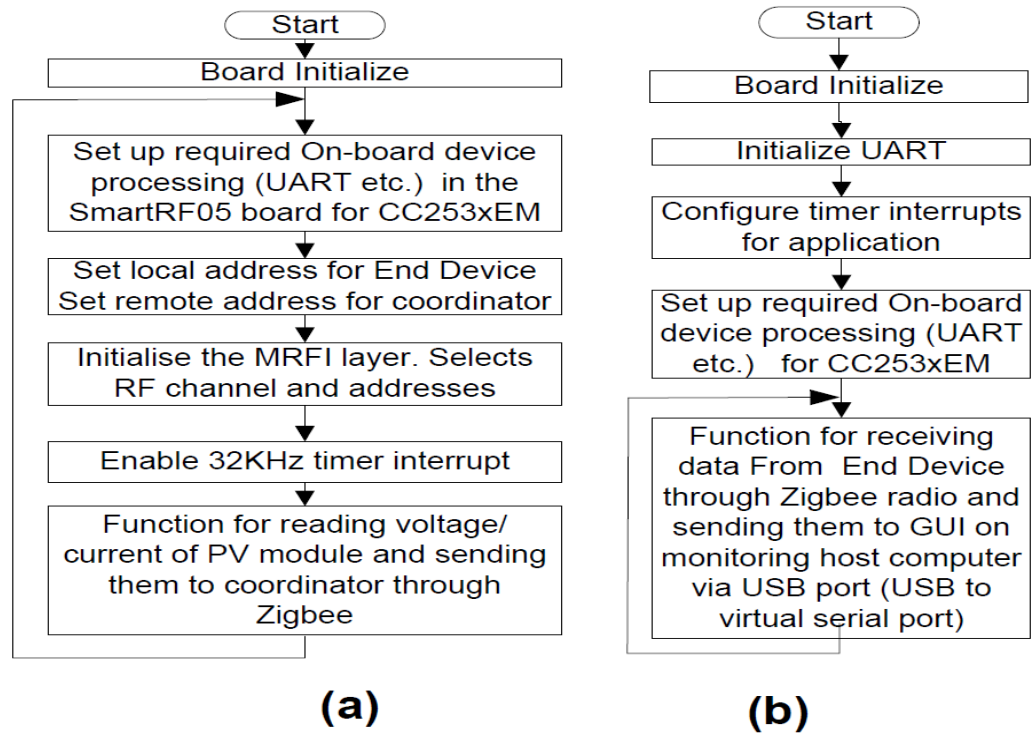 Start
Board Initialize
Set up required On-board device
processing (UART etc.)  in the
SmartRF05 board for CC253xEM
Set local address for End Device
Set remote address for coordinator
Initialise the MRFI layer. Selects
RF channel and addresses
Enable 32KHz timer interrupt
Function for reading voltage/
current of PV module and sending
them to coordinator through
Zigbee
(a)
Start
Board Initialize
Initialize UART
Configure timer interrupts
for application
Set up required On-board
device processing (UART
etc.)   for CC253xEM
Function for receiving
data From  End Device
through Zigbee radio and
sending them to GUI on
monitoring host computer
via USB port (USB to
virtual serial port)
(b)